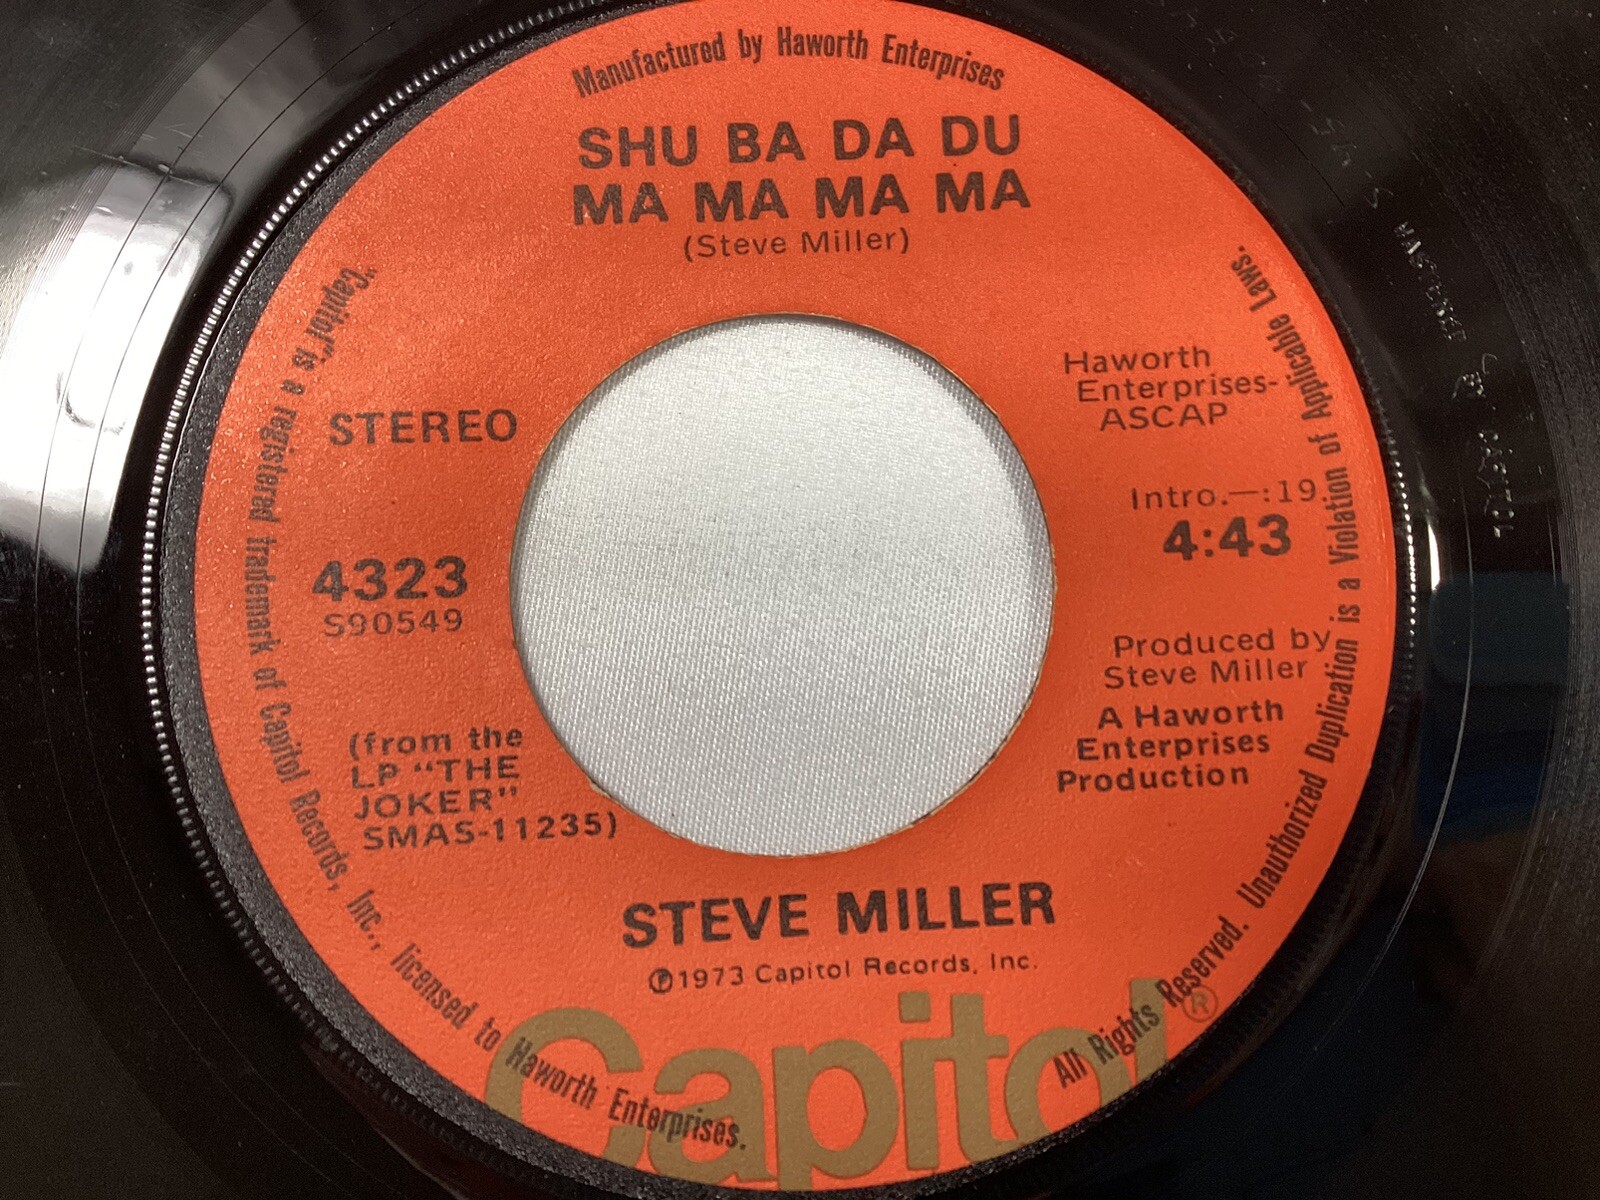 Manufactured by Haworth Enterprises
SHU BA DA DU
MA MA MA MA
(Steve Miller)
STEREO
4323
S90549
(from the
LP "THE
JOKER"
SMAS-11235)
Haworth
Enterprises-
ASCAP
Intro.—:19
4:43
Produced by
Steve Miller
A Haworth
Enterprises
Production
STEVE MILLER
℗1973 Capitol Records, Inc.
Capitol®
"Capitol" is a registered trademark of Capitol Records, Inc., licensed to Haworth Enterprises.
All Rights Reserved. Unauthorized Duplication is a Violation of Applicable Laws.